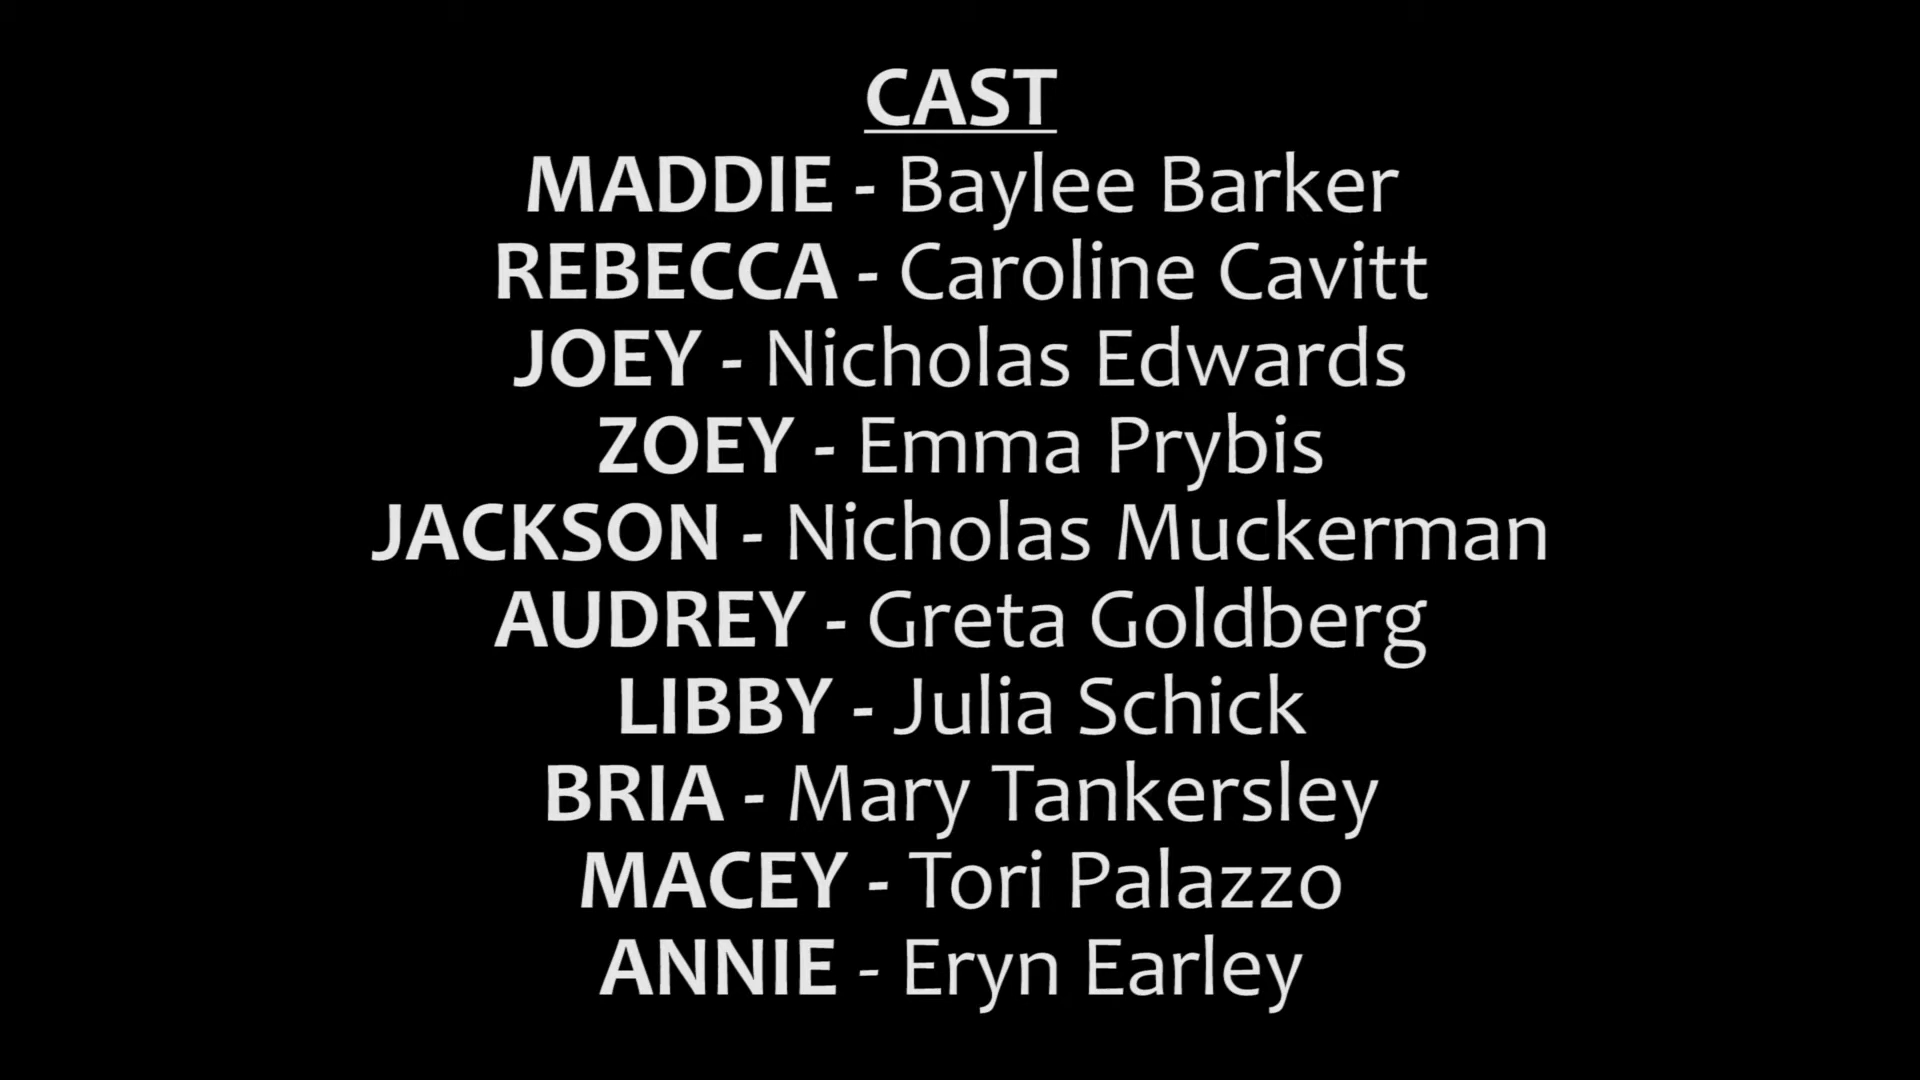 CAST
MADDIE - Baylee Barker
REBECCA - Caroline Cavitt
JOEY - Nicholas Edwards
ZOEY - Emma Prybis
JACKSON - Nicholas Muckerman
AUDREY - Greta Goldberg
LIBBY - Julia Schick
BRIA - Mary Tankersley
MACEY - Tori Palazzo
ANNIE - Eryn Earley